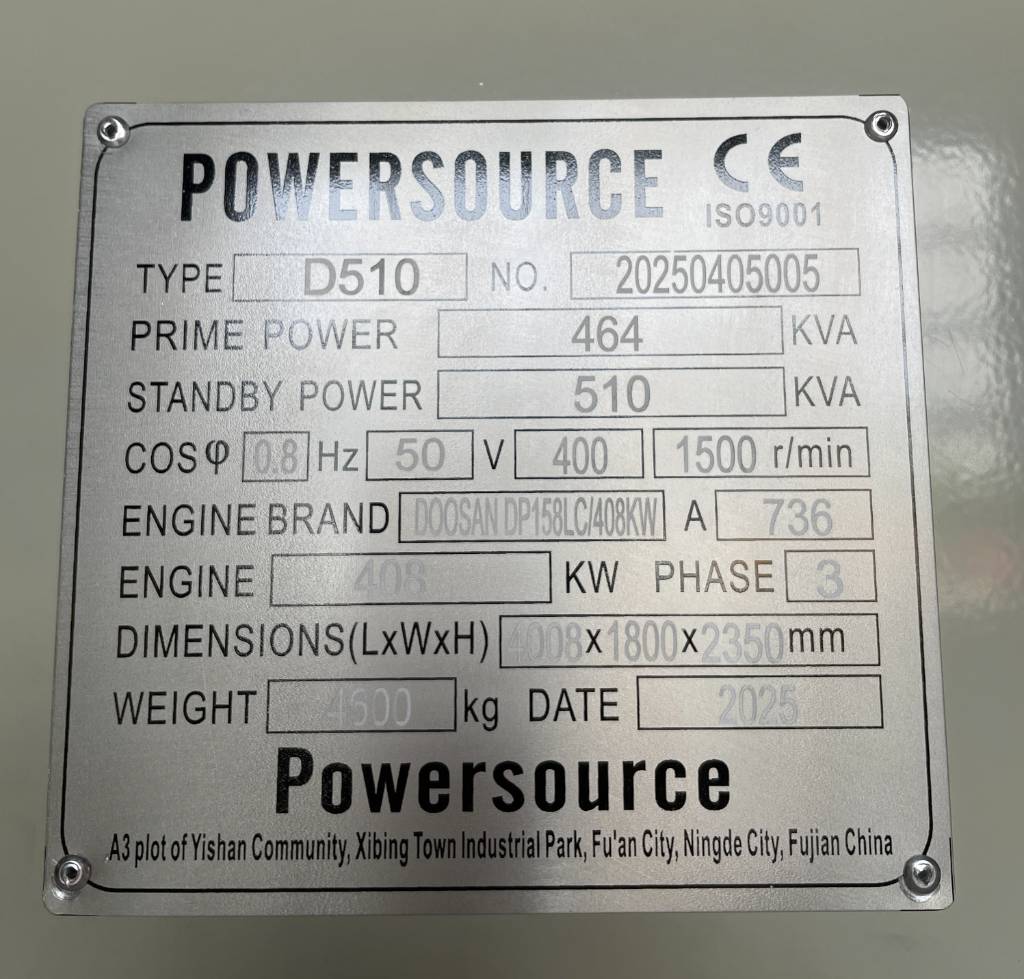 POWERSOURCE CE
ISO9001
TYPE D510 NO. 20250405005
PRIME POWER 464 KVA
STANDBY POWER 510 KVA
COSφ 0.8 Hz 50 V 400 1500 r/min
ENGINE BRAND DOOSAN DP158LC/408KW A 736
ENGINE 408 KW PHASE 3
DIMENSIONS(LxWxH) 4008x1800x2350mm
WEIGHT 4600 kg DATE 2025
Powersource
A3 plot of Yishan Community, Xibing Town Industrial Park, Fu'an City, Ningde City, Fujian China